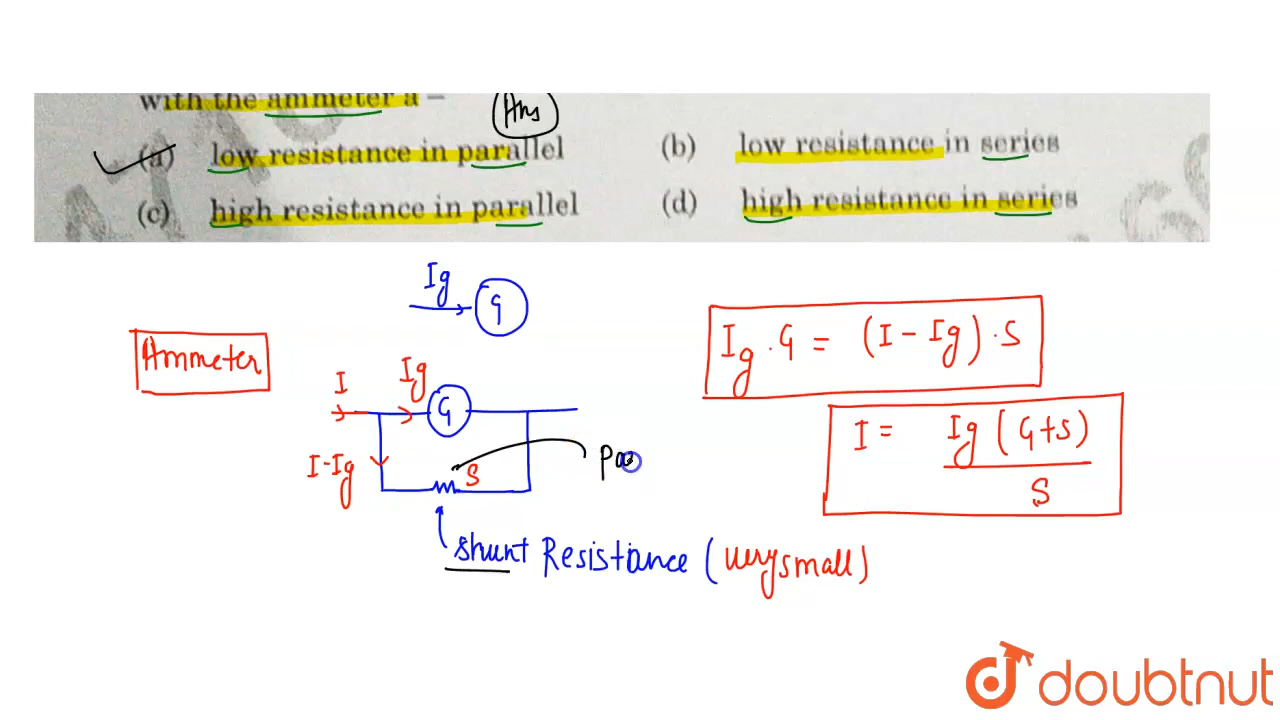 with the ammeter a –
Ans
(a) low resistance in parallel
(b) low resistance in series
(c) high resistance in parallel
(d) high resistance in series
Ig
G
Ammeter
I
Ig
G
I-Ig
S
Pa
Shunt Resistance (very small)
Ig . G = (I - Ig) . S
I = Ig (G+S)
S
doubtnut